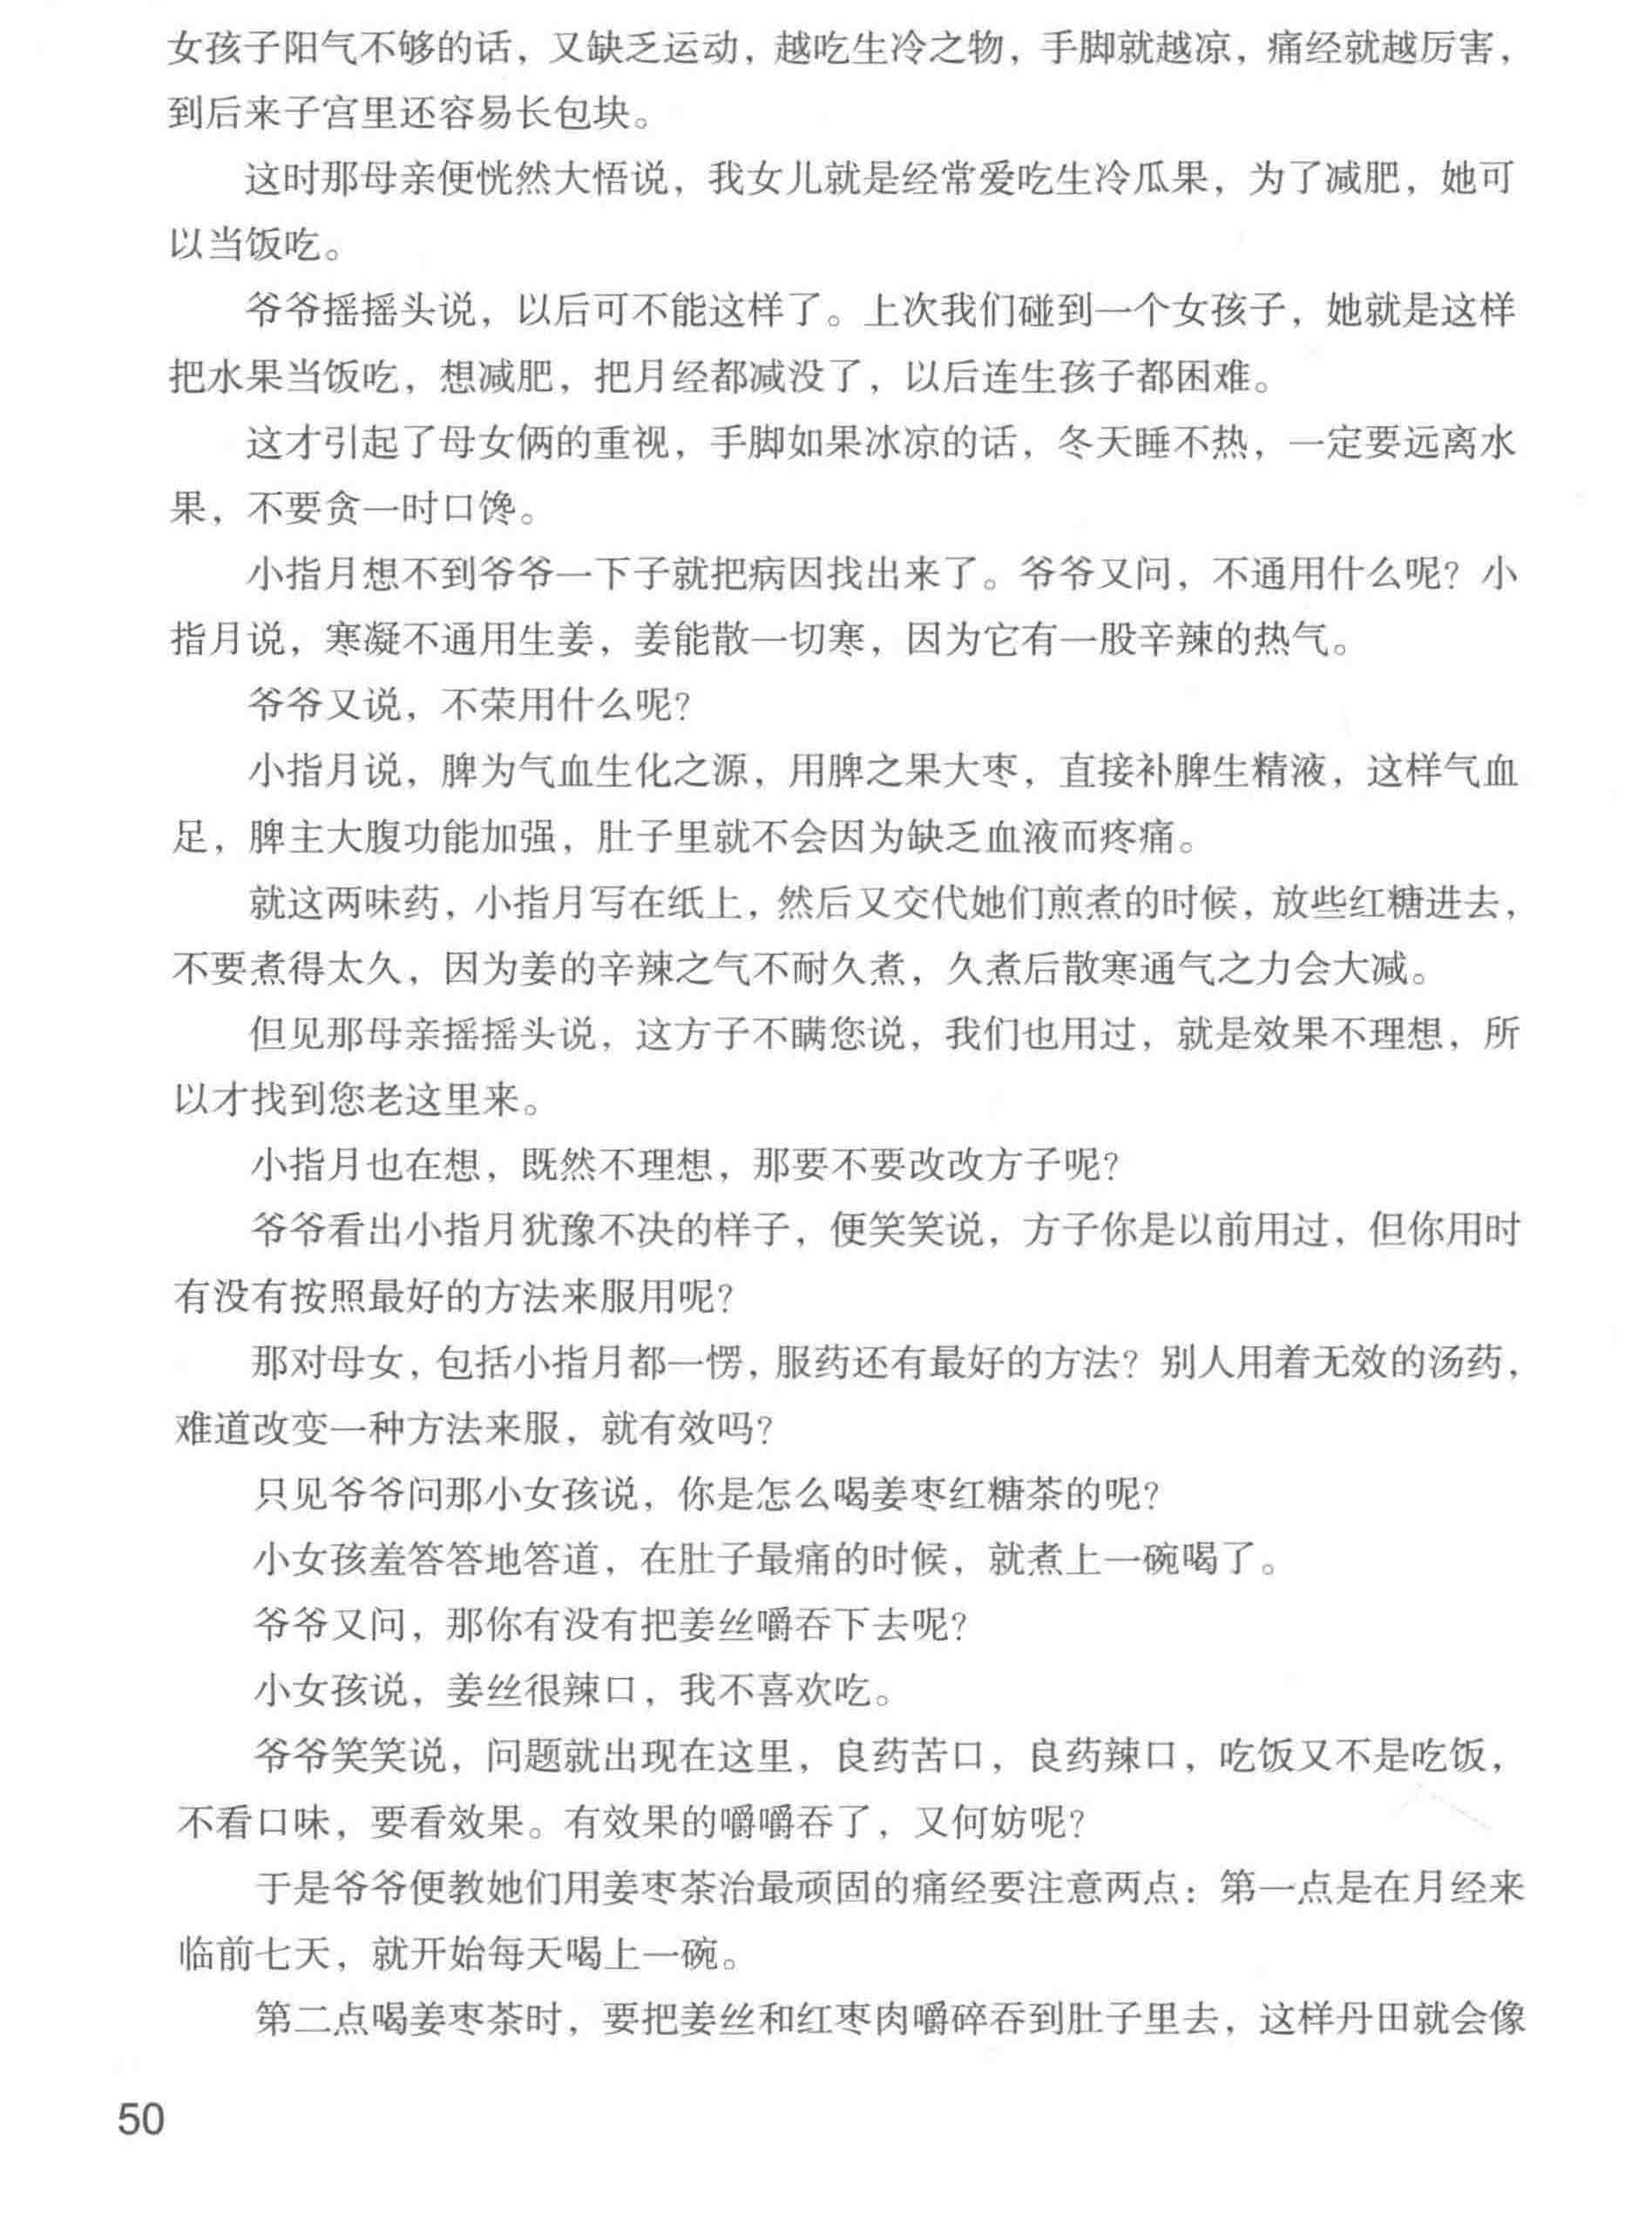 女孩子阳气不够的话，又缺乏运动，越吃生冷之物，手脚就越凉，痛经就越厉害，
到后来子宫里还容易长包块。
这时那母亲便恍然大悟说，我女儿就是经常爱吃生冷瓜果，为了减肥，她可
以当饭吃。
爷爷摇摇头说，以后可不能这样了。上次我们碰到一个女孩子，她就是这样
把水果当饭吃，想减肥，把月经都减没了，以后连生孩子都困难。
这才引起了母女俩的重视，手脚如果冰凉的话，冬天睡不热，一定要远离水
果，不要贪一时口馋。
小指月想不到爷爷一下子就把病因找出来了。爷爷又问，不通用什么呢？小
指月说，寒凝不通用生姜，姜能散一切寒，因为它有一股辛辣的热气。
爷爷又说，不荣用什么呢？
小指月说，脾为气血生化之源，用脾之果大枣，直接补脾生精液，这样气血
足，脾主大腹功能加强，肚子里就不会因为缺乏血液而疼痛。
就这两味药，小指月写在纸上，然后又交代她们煎煮的时候，放些红糖进去，
不要煮得太久，因为姜的辛辣之气不耐久煮，久煮后散寒通气之力会大减。
但见那母亲摇摇头说，这方子不瞒您说，我们也用过，就是效果不理想，所
以才找到您老这里来。
小指月也在想，既然不理想，那要不要改改方子呢？
爷爷看出小指月犹豫不决的样子，便笑笑说，方子你是以前用过，但你用时
有没有按照最好的方法来服用呢？
那对母女，包括小指月都一愣，服药还有最好的方法？别人用着无效的汤药，
难道改变一种方法来服，就有效吗？
只见爷爷问那小女孩说，你是怎么喝姜枣红糖茶的呢？
小女孩羞答答地答道，在肚子最痛的时候，就煮上一碗喝了。
爷爷又问，那你有没有把姜丝嚼吞下去呢？
小女孩说，姜丝很辣口，我不喜欢吃。
爷爷笑笑说，问题就出现在这里，良药苦口，良药辣口，吃饭又不是吃饭，
不看口味，要看效果。有效果的嚼嚼吞了，又何妨呢？
于是爷爷便教她们用姜枣茶治最顽固的痛经要注意两点：第一点是在月经来
临前七天，就开始每天喝上一碗。
第二点喝姜枣茶时，要把姜丝和红枣肉嚼碎吞到肚子里去，这样丹田就会像
50